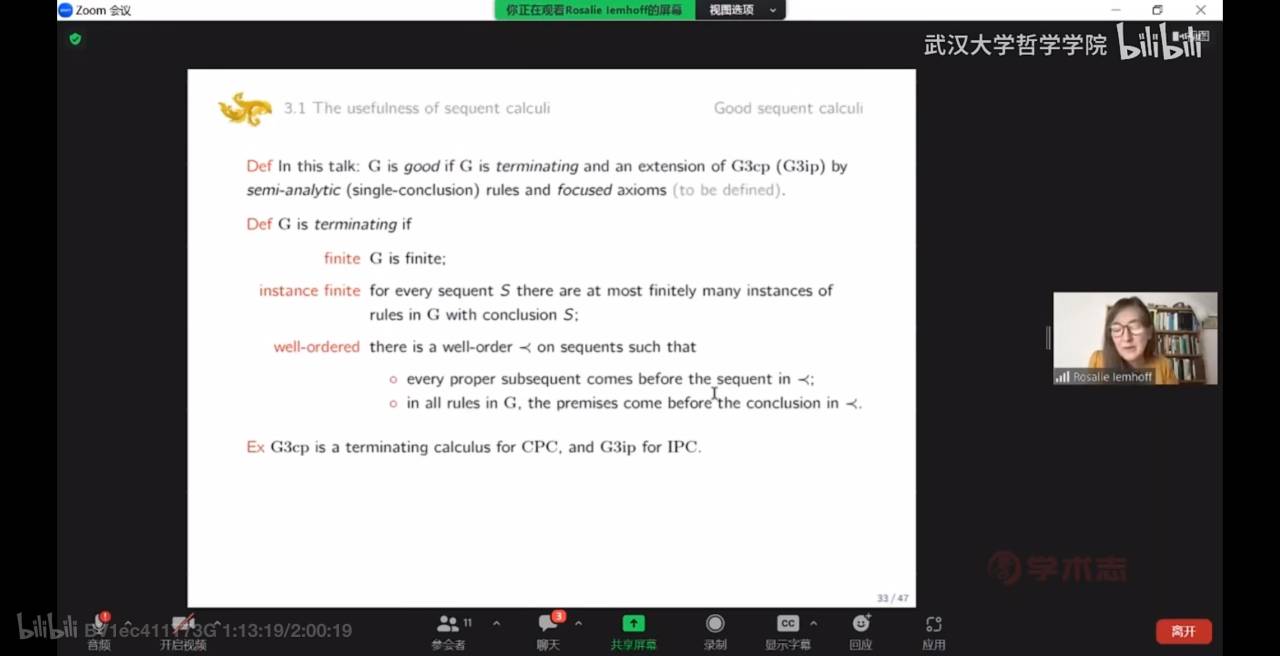 Zoom 会议
你正在观看Rosalie Iemhoff的屏幕
视图选项
武汉大学哲学学院
bilibili
3.1 The usefulness of sequent calculi
Good sequent calculi
Def In this talk: G is good if G is terminating and an extension of G3cp (G3ip) by
semi-analytic (single-conclusion) rules and focused axioms (to be defined).
Def G is terminating if
finite G is finite;
instance finite for every sequent S there are at most finitely many instances of
rules in G with conclusion S;
well-ordered there is a well-order ≺ on sequents such that
○ every proper subsequent comes before the sequent in ≺;
○ in all rules in G, the premises come before the conclusion in ≺.
Ex G3cp is a terminating calculus for CPC, and G3ip for IPC.
Rosalie Iemhoff
学术志
33 / 47
bilibili BV1ec411173G 1:13:19/2:00:19
11
3
CC
音频
开启视频
参会者
聊天
共享屏幕
录制
显示字幕
回应
应用
离开